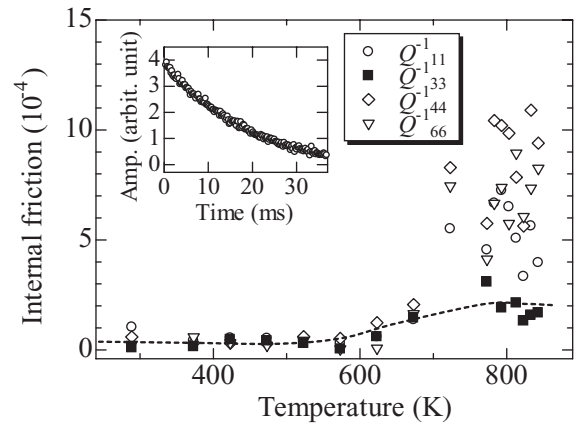 15
10
5
0
Internal friction (10⁻⁴)
400
600
800
Temperature (K)
4
3
2
1
0
Amp. (arbit. unit)
0
10
20
30
Time (ms)
Q⁻¹₁₁
Q⁻¹₃₃
Q⁻¹₄₄
Q⁻¹₆₆